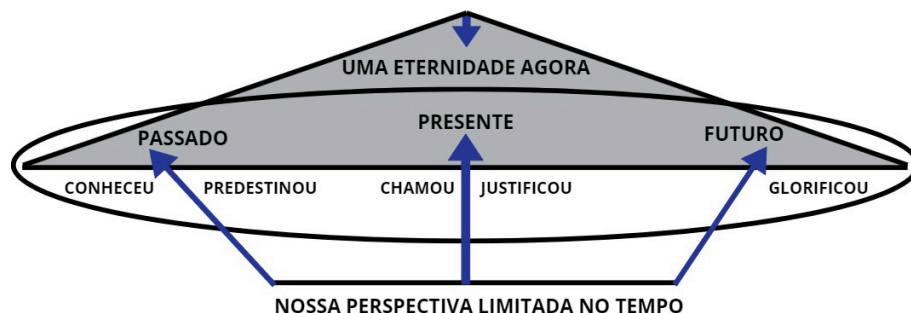 UMA ETERNIDADE AGORA
PASSADO PRESENTE FUTURO
CONHECEU PREDESTINOU CHAMOU JUSTIFICOU GLORIFICOU
NOSSA PERSPECTIVA LIMITADA NO TEMPO